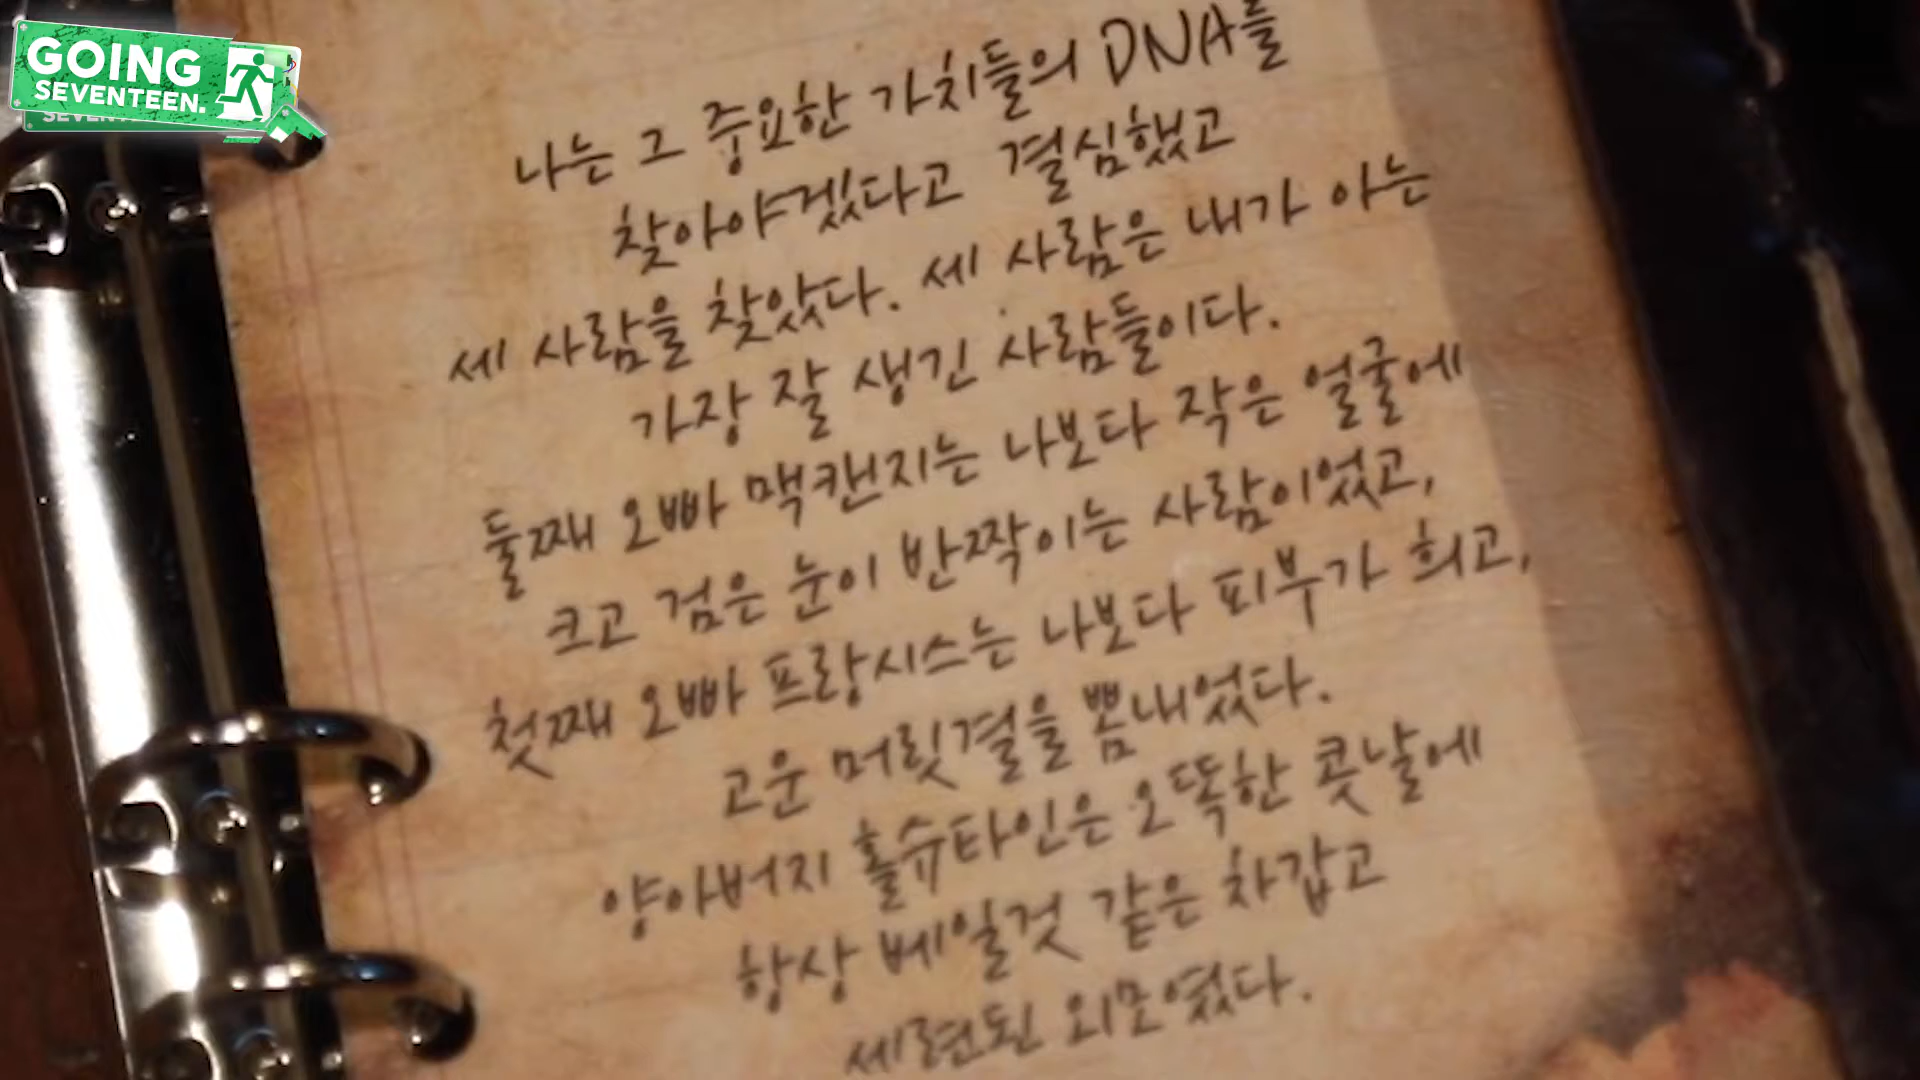 GOING
SEVENTEEN.
나는 그 중요한 가치들의 DNA를
찾아야겠다고 결심했고
세 사람을 찾았다. 세 사람은 내가 아는
가장 잘 생긴 사람들이다.
둘째 오빠 맥캔지는 나보다 작은 얼굴에
크고 검은 눈이 반짝이는 사람이었고,
첫째 오빠 프랑시스는 나보다 피부가 희고,
고운 머릿결을 뽐내었다.
양아버지 홀슈타인은 오똑한 콧날에
항상 베일것 같은 차갑고
세련된 외모였다.